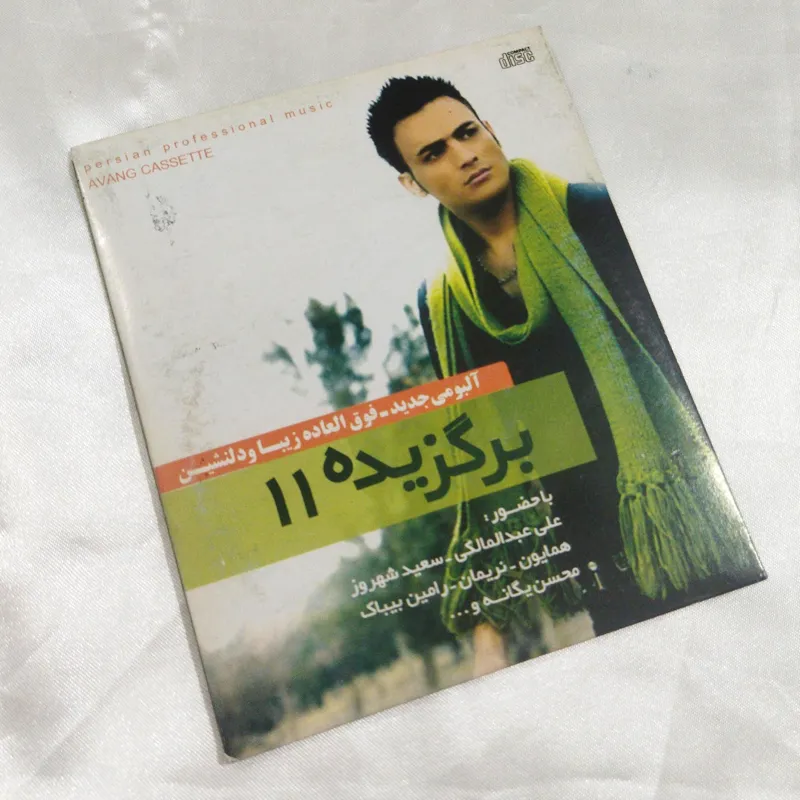 COMPACT
disc
persian professional music
AVANG CASSETTE
آلبومی جدید - فوق العاده زیبا و دلنشین
برگزیده ۱۱
با حضور:
علی عبدالمالکی - سعید شهروز
همایون - نریمان - رامین بیباک
محسن یگانه و...